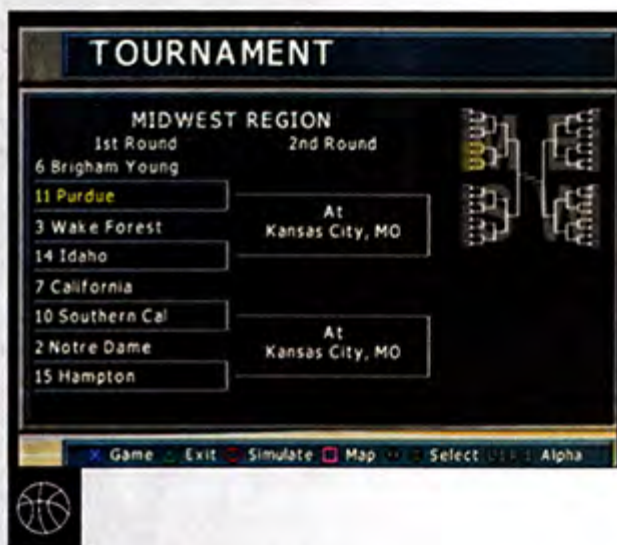 TOURNAMENT
MIDWEST REGION
1st Round 2nd Round
6 Brigham Young
11 Purdue
At
Kansas City, MO
3 Wake Forest
14 Idaho
7 California
10 Southern Cal
At
Kansas City, MO
2 Notre Dame
15 Hampton
Game Exit Simulate Map Select Alpha